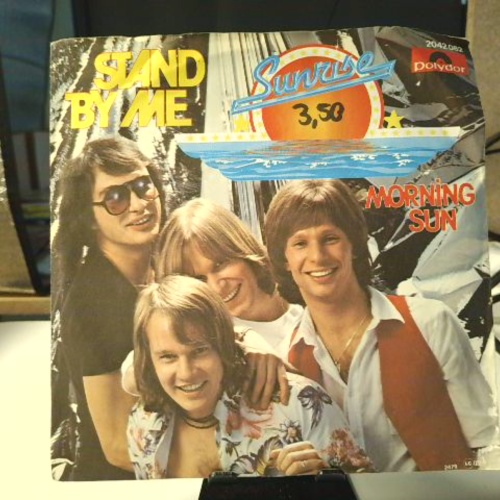 STAND
BY ME
Sunrise
3,50
2042 082
polydor
MORNING
SUN